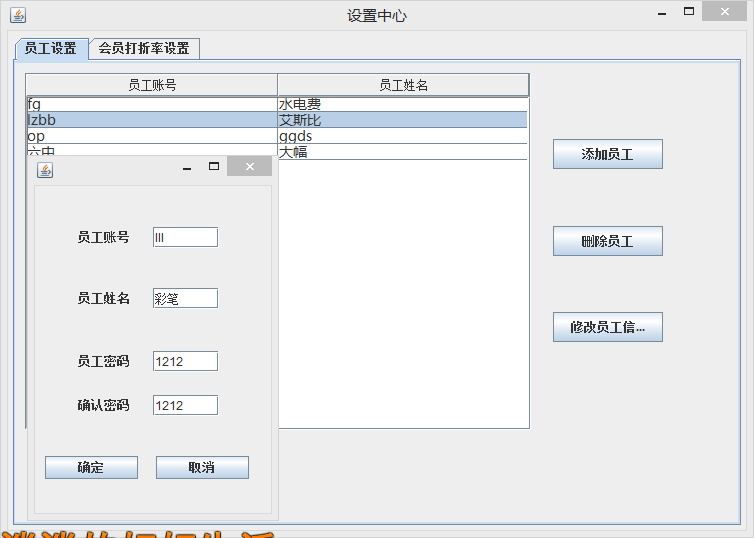 设置中心
员工设置 会员打折率设置
员工账号 员工姓名
fg 水电费
lzbb 艾斯比
op ggds
大幅
添加员工
删除员工
修改员工信...
员工账号 lll
员工姓名 彩笔
员工密码 1212
确认密码 1212
确定 取消